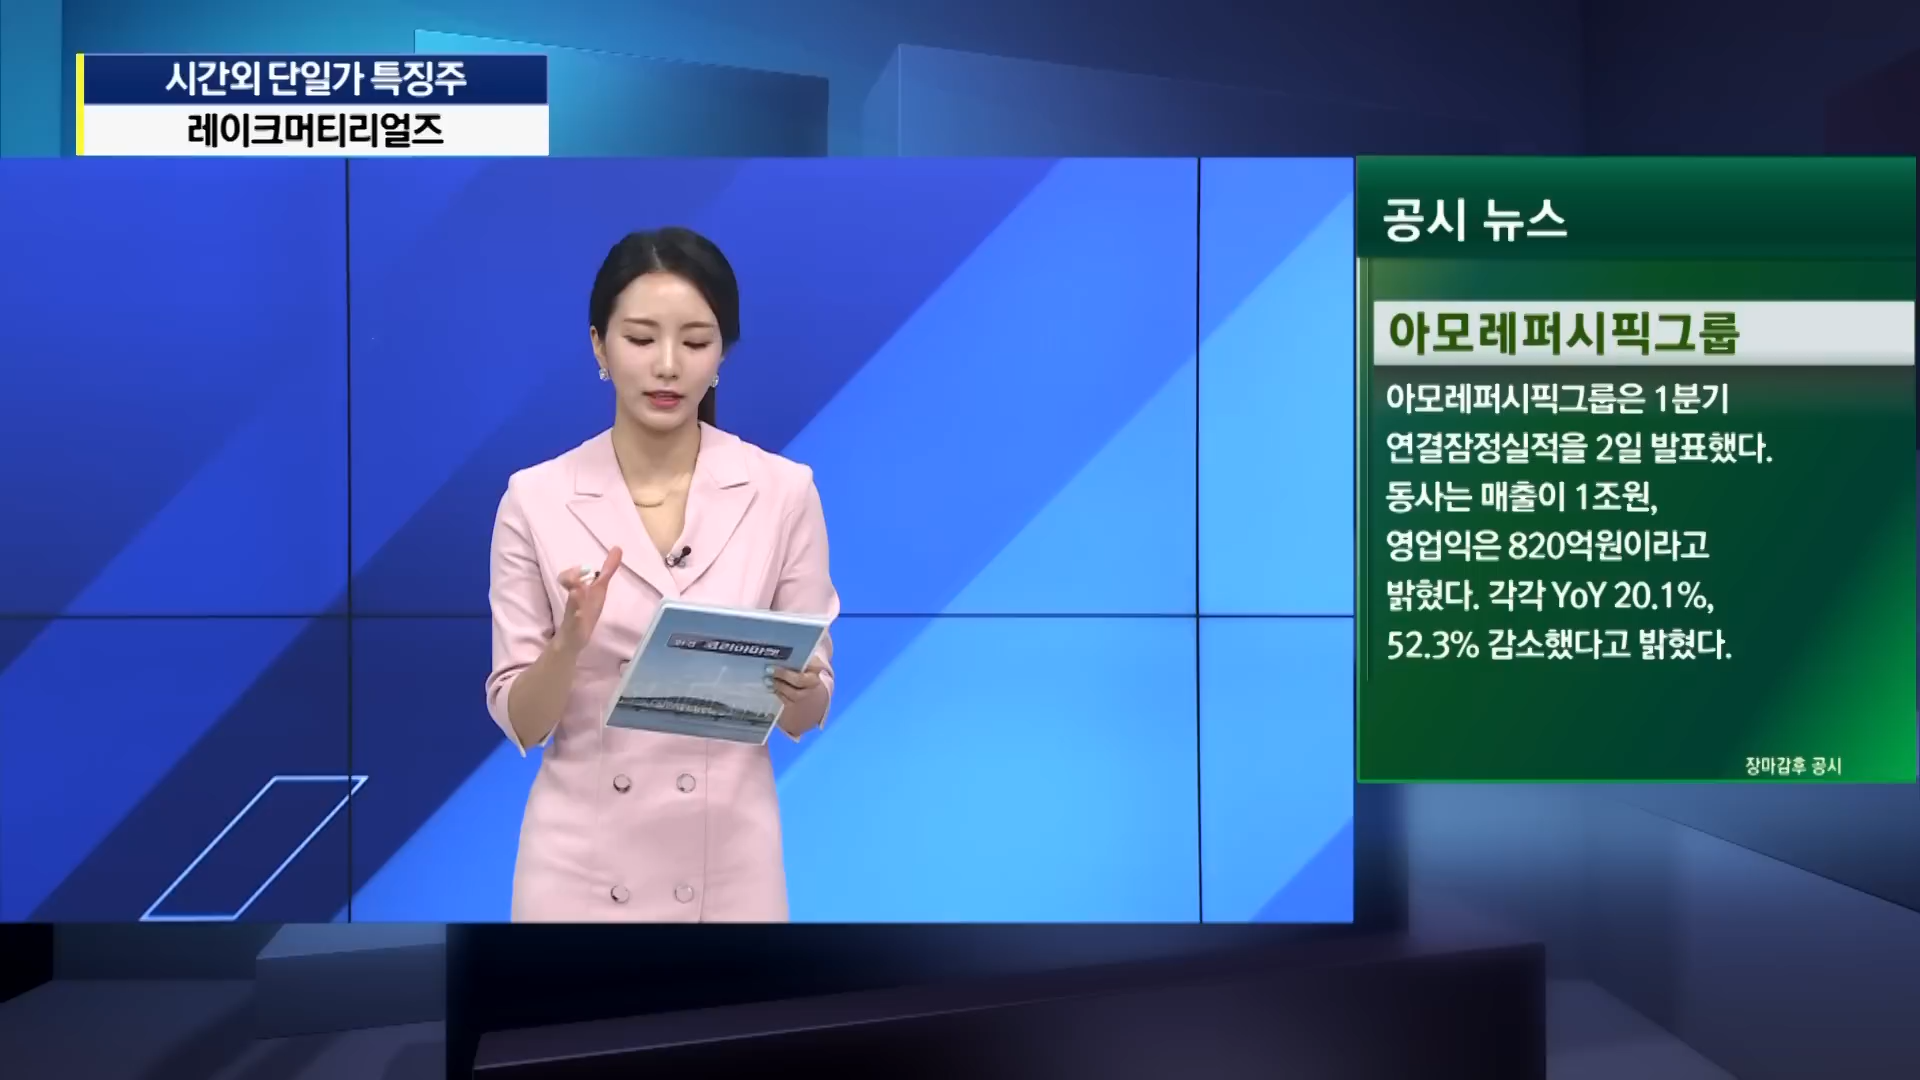 시간외 단일가 특징주
레이크머티리얼즈
공시 뉴스
아모레퍼시픽그룹
아모레퍼시픽그룹은 1분기
연결잠정실적을 2일 발표했다.
동사는 매출이 1조원,
영업익은 820억원이라고
밝혔다. 각각 YoY 20.1%,
52.3% 감소했다고 밝혔다.
장마감후 공시